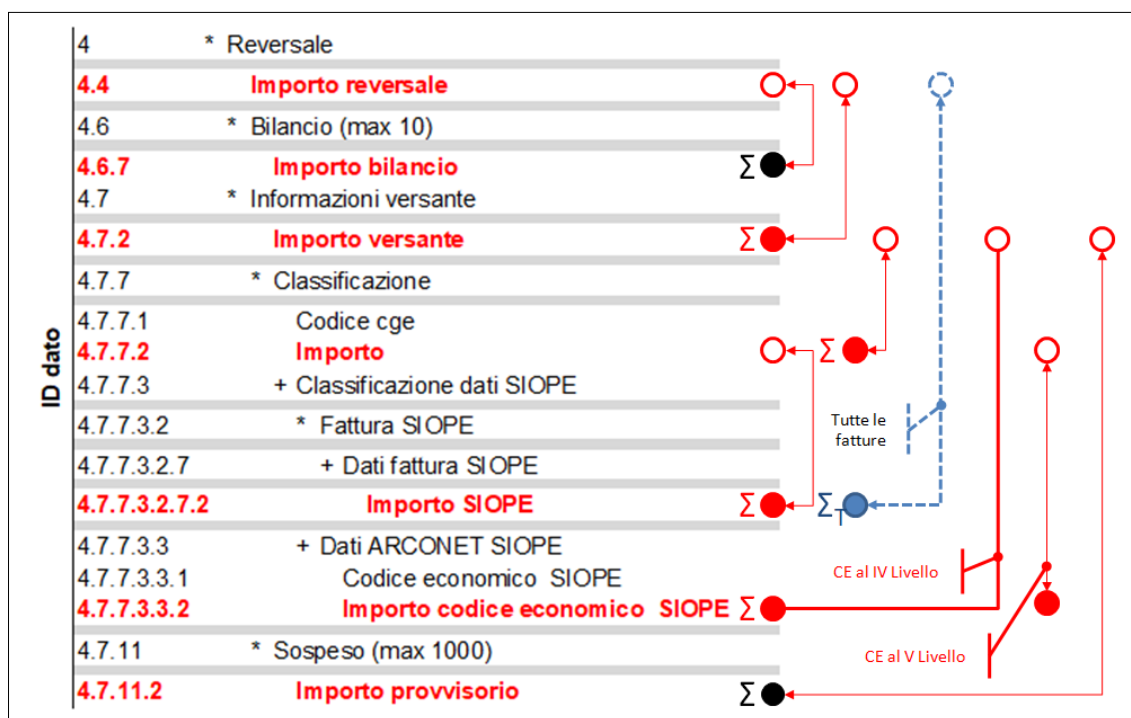 4 * Reversale
4.4 Importo reversale
4.6 * Bilancio (max 10)
4.6.7 Importo bilancio Σ
4.7 * Informazioni versante
4.7.2 Importo versante Σ
4.7.7 * Classificazione
4.7.7.1 Codice cge
4.7.7.2 Importo Σ
4.7.7.3 + Classificazione dati SIOPE
4.7.7.3.2 * Fattura SIOPE
Tutte le
fatture
4.7.7.3.2.7 + Dati fattura SIOPE
4.7.7.3.2.7.2 Importo SIOPE Σ ΣT
4.7.7.3.3 + Dati ARCONET SIOPE
4.7.7.3.3.1 Codice economico SIOPE
CE al IV Livello
4.7.7.3.3.2 Importo codice economico SIOPE Σ
4.7.11 * Sospeso (max 1000)
CE al V Livello
4.7.11.2 Importo provvisorio Σ
ID dato